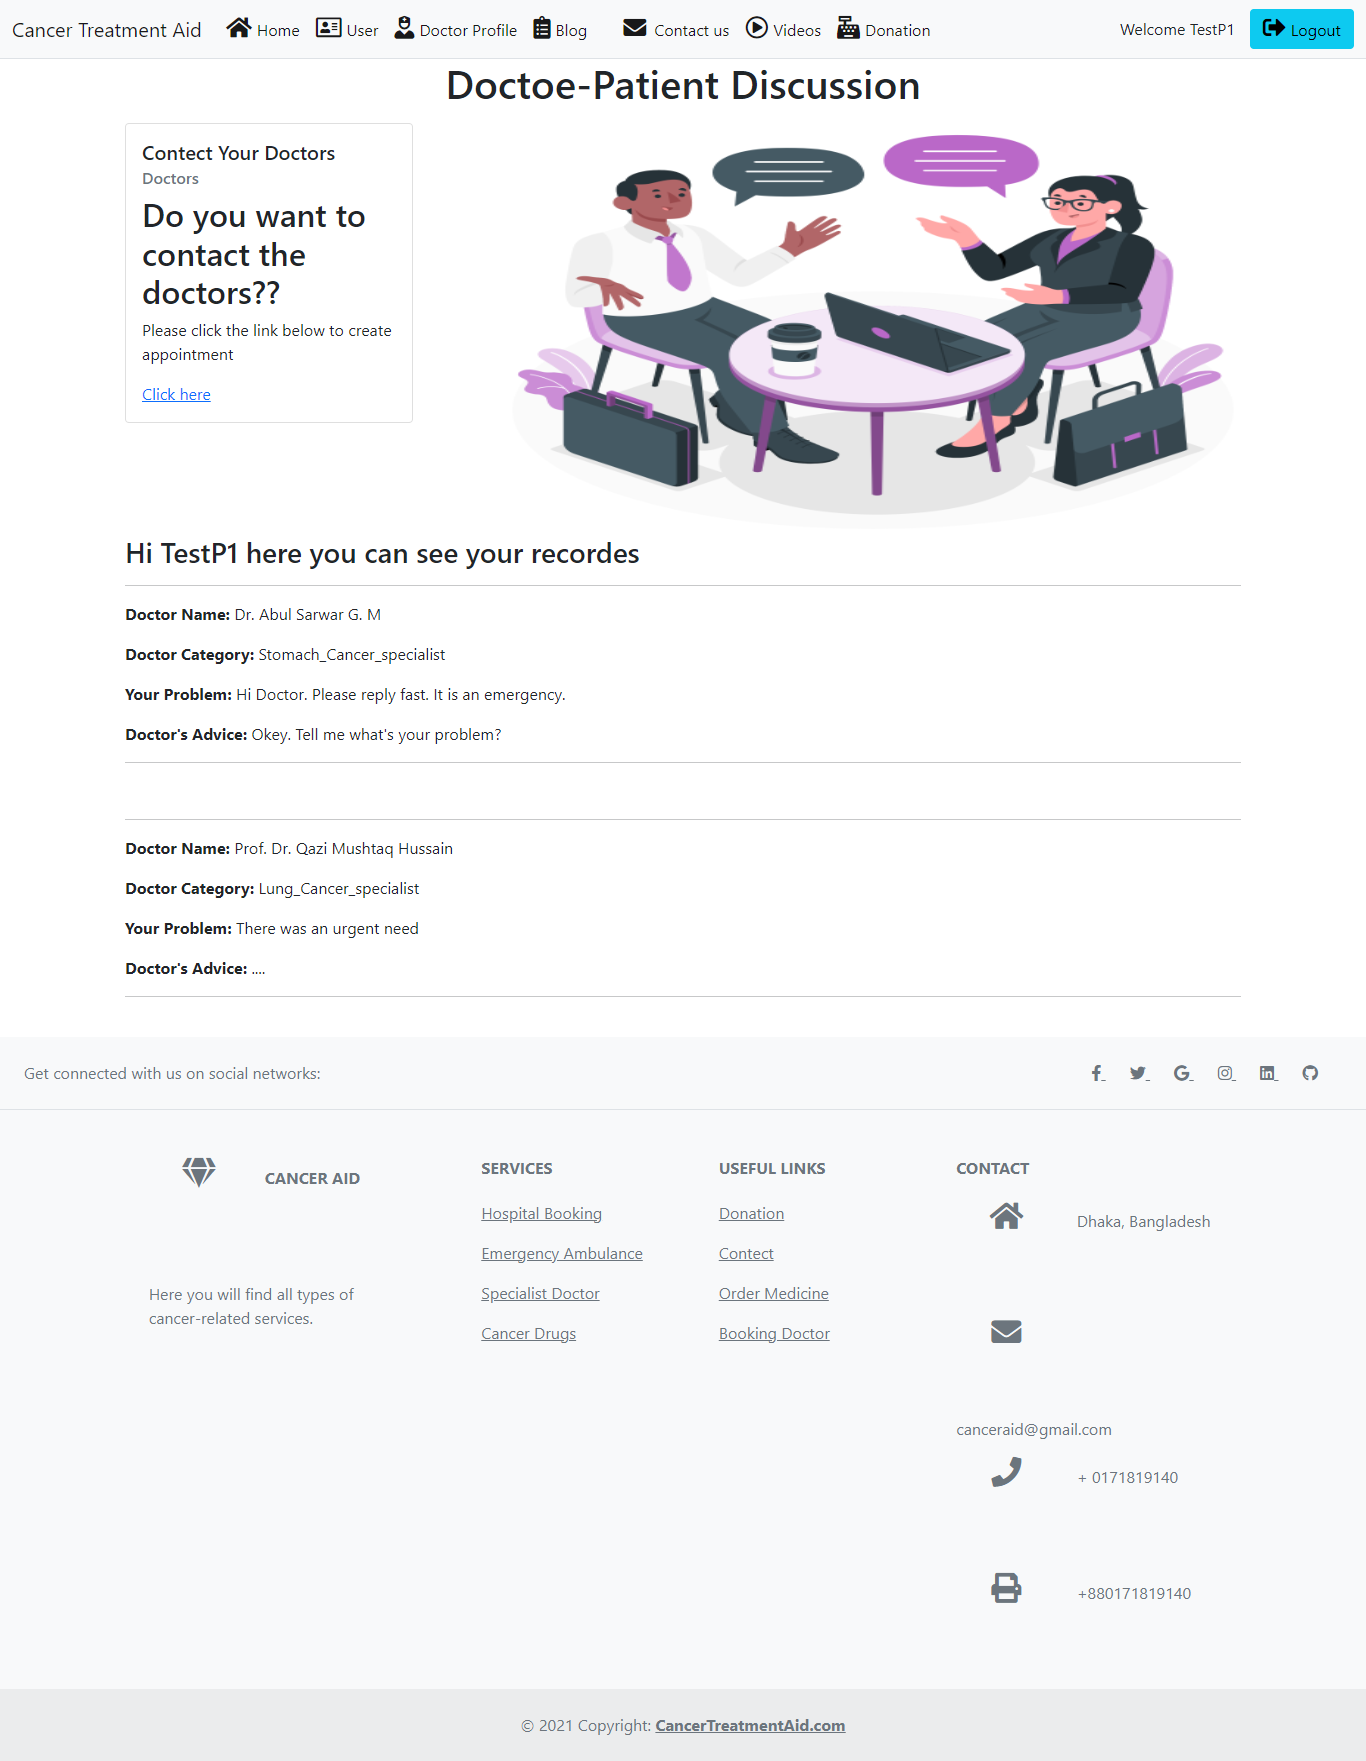 Cancer Treatment Aid Home User Doctor Profile Blog Contact us Videos Donation Welcome TestP1 Logout
Doctoe-Patient Discussion
Contect Your Doctors
Doctors
Do you want to
contact the
doctors??
Please click the link below to create
appointment
Click here
Hi TestP1 here you can see your recordes
Doctor Name: Dr. Abul Sarwar G. M
Doctor Category: Stomach_Cancer_specialist
Your Problem: Hi Doctor. Please reply fast. It is an emergency.
Doctor's Advice: Okey. Tell me what's your problem?
Doctor Name: Prof. Dr. Qazi Mushtaq Hussain
Doctor Category: Lung_Cancer_specialist
Your Problem: There was an urgent need
Doctor's Advice: ....
Get connected with us on social networks:
CANCER AID
Here you will find all types of
cancer-related services.
SERVICES
Hospital Booking
Emergency Ambulance
Specialist Doctor
Cancer Drugs
USEFUL LINKS
Donation
Contect
Order Medicine
Booking Doctor
CONTACT
Dhaka, Bangladesh
canceraid@gmail.com
+ 0171819140
+880171819140
© 2021 Copyright: CancerTreatmentAid.com